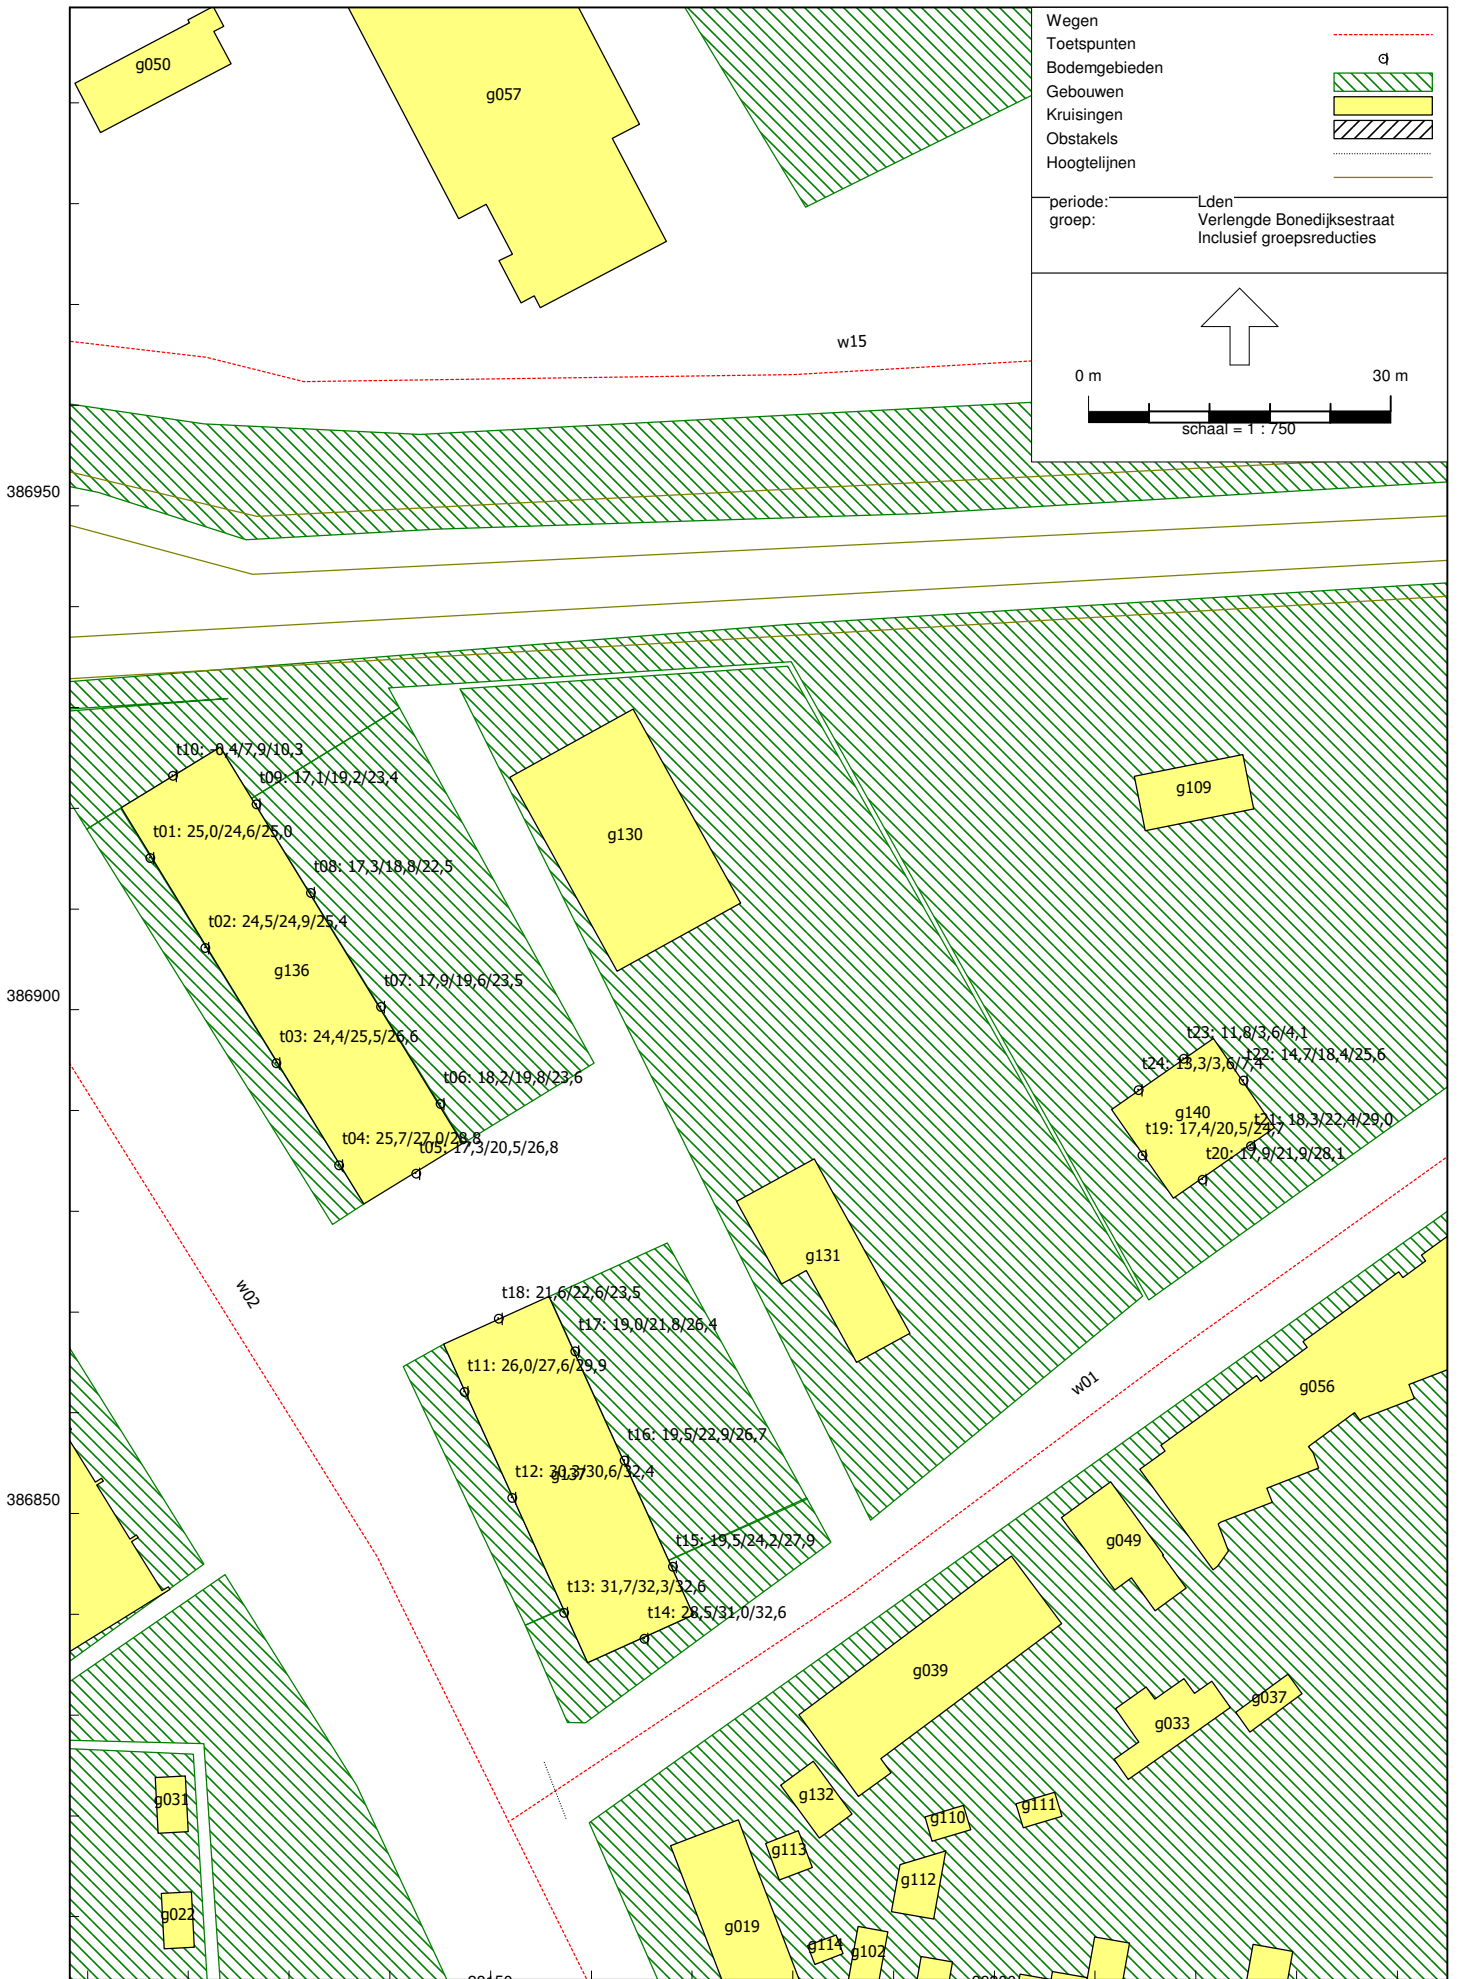 Wegen
Toetspunten
Bodemgebieden
Gebouwen
Kruisingen
Obstakels
Hoogtelijnen
periode: Lden
groep: Verlengde Bonedijksestraat
Inclusief groepsreducties
0 m 30 m
schaal = 1 : 750
g050
g057
w15
386950
t10: -0,4/7,9/10,3
t09: 17,1/19,2/23,4
g109
t01: 25,0/24,6/25,0
g130
t08: 17,3/18,8/22,5
t02: 24,5/24,9/25,4
g136
t07: 17,9/19,6/23,5
386900
t03: 24,4/25,5/26,6
t23: 11,8/3,6/4,1
t22: 14,7/18,4/25,6
t24: 13,3/3,6/7,4
t06: 18,2/19,8/23,6
g140
t21: 18,3/22,4/29,0
t19: 17,4/20,5/24,7
t04: 25,7/27,0/28,8
t05: 17,3/20,5/26,8
t20: 17,9/21,9/28,1
g131
w02
t18: 21,6/22,6/23,5
t17: 19,0/21,8/26,4
t11: 26,0/27,6/29,9
w01
g056
t16: 19,5/22,9/26,7
t12: 30,3/30,6/32,4
g137
386850
t15: 19,5/24,2/27,9
g049
t13: 31,7/32,3/32,6
t14: 28,5/31,0/32,6
g039
g037
g033
g031
g132
g111
g110
g113
g112
g022
g019
g114
g102